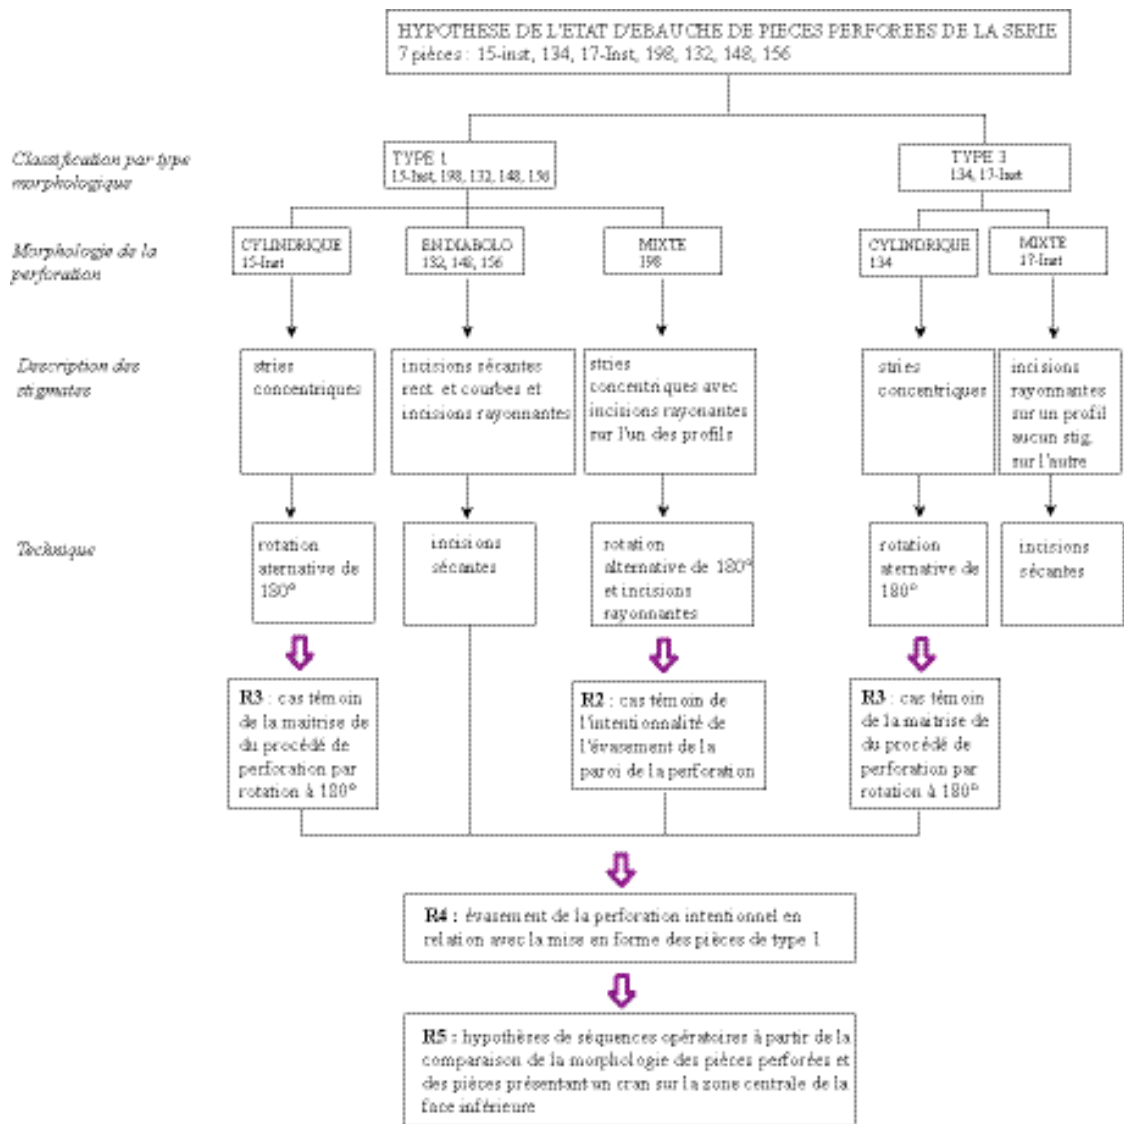 HYPOTHESE DE L'ETAT D'EBAUCHE DE PIECES PERFOREES DE LA SERIE
7 pièces : 15-inst, 134, 17-Inst, 198, 132, 148, 156
Classification par type
morphologique
TYPE 1
15-Inst, 198, 132, 148, 156
TYPE 3
134, 17-Inst
Morphologie de la
perforation
CYLINDRIQUE
15-Inst
EN DIABOLO
132, 148, 156
MIXTE
198
CYLINDRIQUE
134
MIXTE
17-Inst
Description des
stigmates
stries
concentriques
incisions sécantes
rect. et courbes et
incisions rayonnantes
stries
concentriques avec
incisions rayonantes
sur l'un des profils
stries
concentriques
incisions
rayonnantes
sur un profil
aucun stig.
sur l'autre
Technique
rotation
aternative de
180°
incisions
sécantes
rotation
alternative de 180°
et incisions
rayonnantes
rotation
aternative de
180°
incisions
sécantes
R3 : cas témoin
de la maitrise de
du procédé de
perforation par
rotation à 180°
R2 : cas témoin de
l'intentionnalité de
l'évasement de la
paroi de la perforation
R3 : cas témoin
de la maitrise de
du procédé de
perforation par
rotation à 180°
R4 : évasement de la perforation intentionnel en
relation avec la mise en forme des pièces de type 1
R5 : hypothèses de séquences opératoires à partir de la
comparaison de la morphologie des pièces perforées et
des pièces présentant un cran sur la zone centrale de la
face inférieure